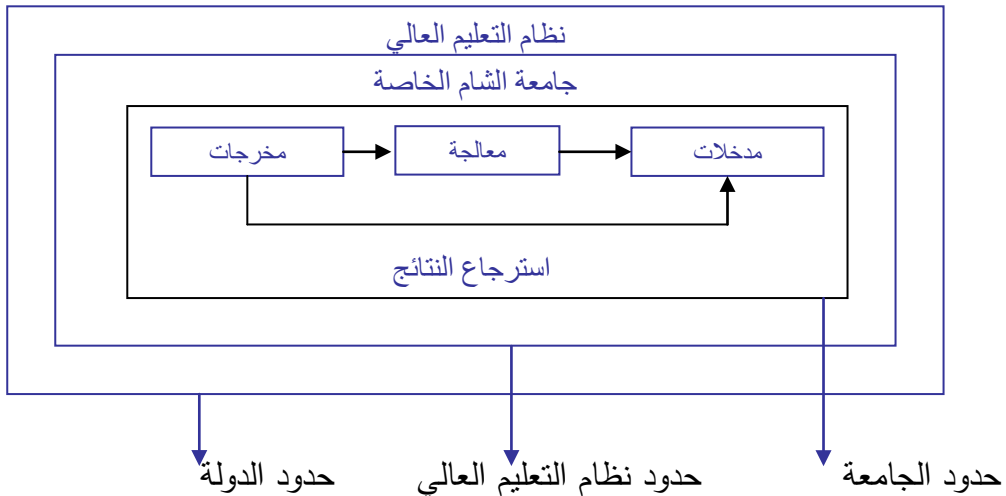 نظام التعليم العالي
جامعة الشام الخاصة
مدخلات
معالجة
مخرجات
استرجاع النتائج
حدود الجامعة
حدود نظام التعليم العالي
حدود الدولة